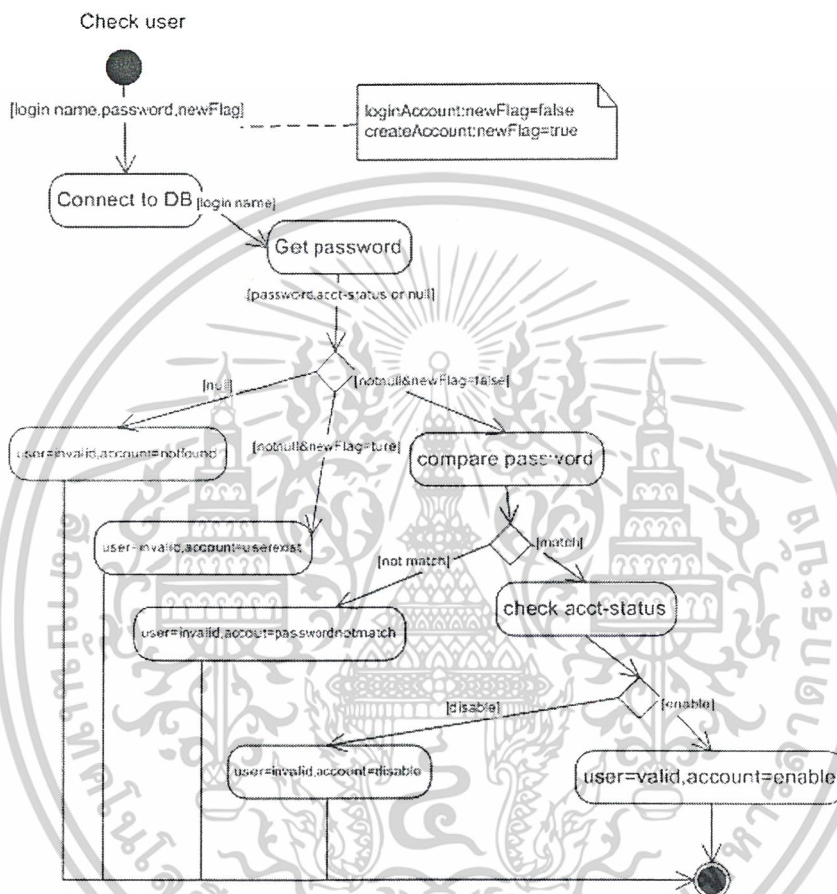 Check user
[login name,password,newFlag]
loginAccount:newFlag=false
createAccount:newFlag=true
Connect to DB
[login name]
Get password
[password,acct-status or null]
[null]
[notnull&newFlag=false]
user=invalid,account=notfound
[notnull&newFlag=ture]
compare password
user=invalid,account=userexist
[not match]
[match]
check acct-status
user=invalid,accout=passwordnotmatch
[disable]
[enable]
user=invalid,account=disable
user=valid,account=enable